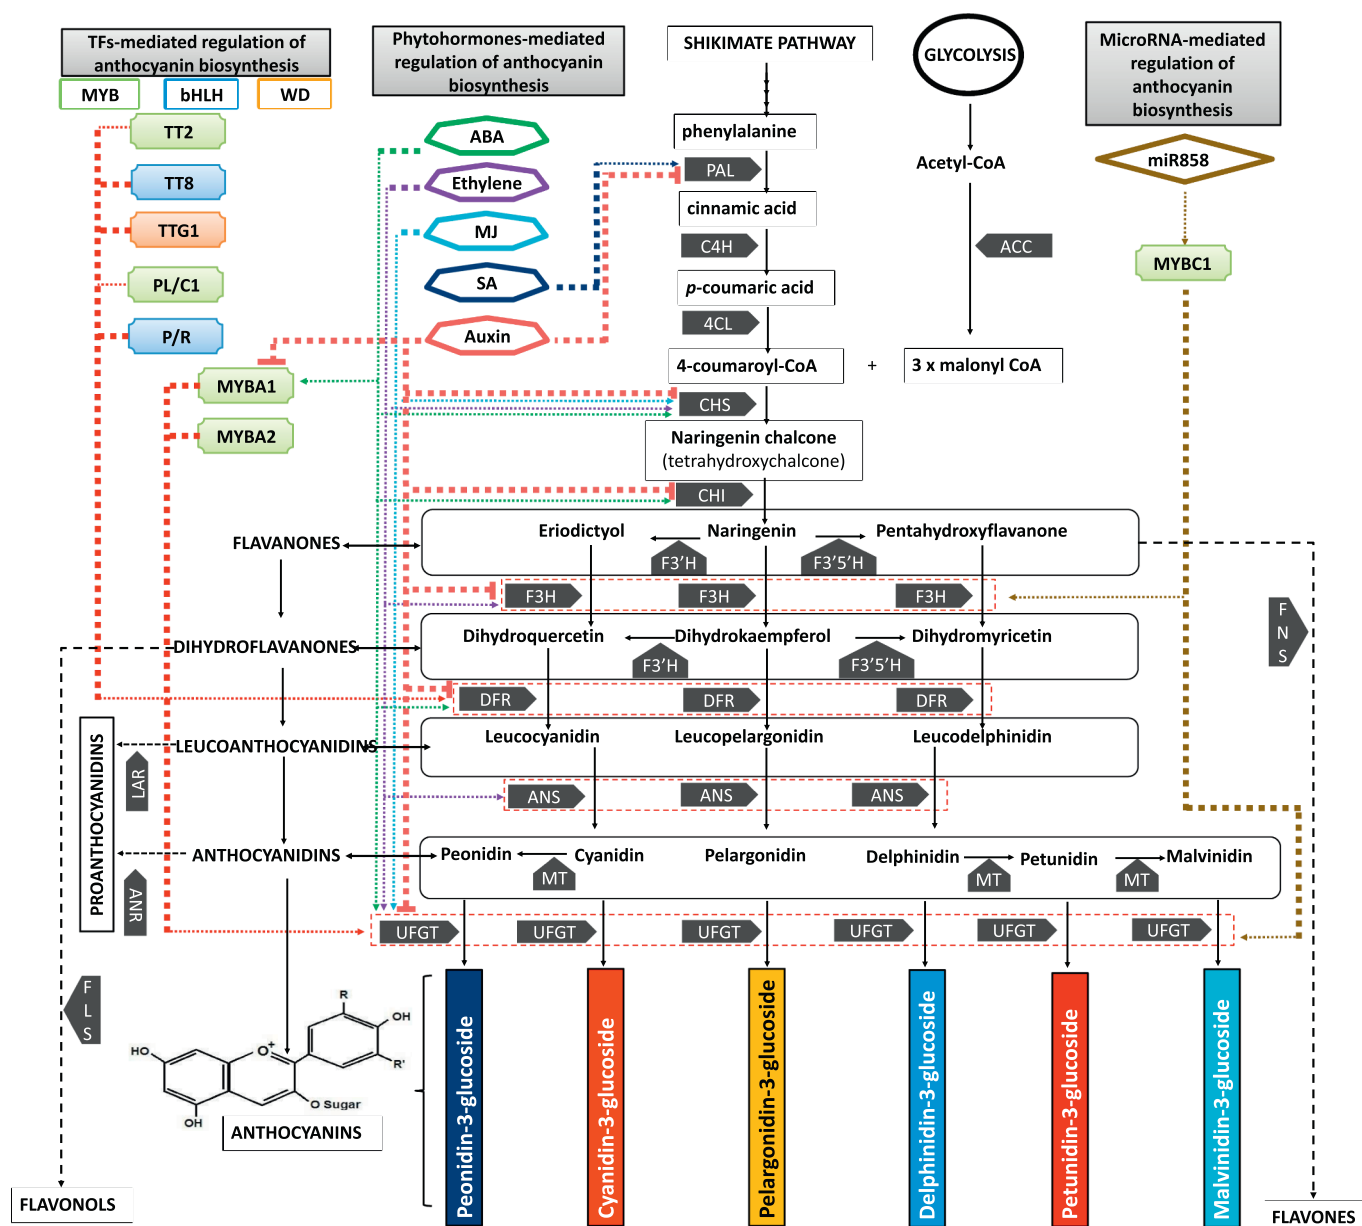 TFs-mediated regulation of
anthocyanin biosynthesis
MYB
bHLH
WD
TT2
TT8
TTG1
PL/C1
P/R
MYBA1
MYBA2
Phytohormones-mediated
regulation of anthocyanin
biosynthesis
ABA
Ethylene
MJ
SA
Auxin
SHIKIMATE PATHWAY
GLYCOLYSIS
phenylalanine
Acetyl-CoA
PAL
cinnamic acid
C4H
ACC
p-coumaric acid
4CL
4-coumaroyl-CoA
+
3 x malonyl CoA
CHS
Naringenin chalcone
(tetrahydroxychalcone)
CHI
MicroRNA-mediated
regulation of
anthocyanin
biosynthesis
miR858
MYBC1
FLAVANONES
Eriodictyol
Naringenin
Pentahydroxyflavanone
F3'H
F3'5'H
F3H
F3H
F3H
F
N
S
DIHYDROFLAVANONES
Dihydroquercetin
Dihydrokaempferol
Dihydromyricetin
F3'H
F3'5'H
DFR
DFR
DFR
PROANTHOCYANIDINS
LAR
ANR
LEUCOANTHOCYANIDINS
Leucocyanidin
Leucopelargonidin
Leucodelphinidin
ANS
ANS
ANS
ANTHOCYANIDINS
Peonidin
Cyanidin
Pelargonidin
Delphinidin
Petunidin
Malvinidin
MT
MT
MT
UFGT
UFGT
UFGT
UFGT
UFGT
UFGT
F
L
S
R
OH
HO
O+
R'
O Sugar
OH
ANTHOCYANINS
Peonidin-3-glucoside
Cyanidin-3-glucoside
Pelargonidin-3-glucoside
Delphinidin-3-glucoside
Petunidin-3-glucoside
Malvinidin-3-glucoside
FLAVONOLS
FLAVONES